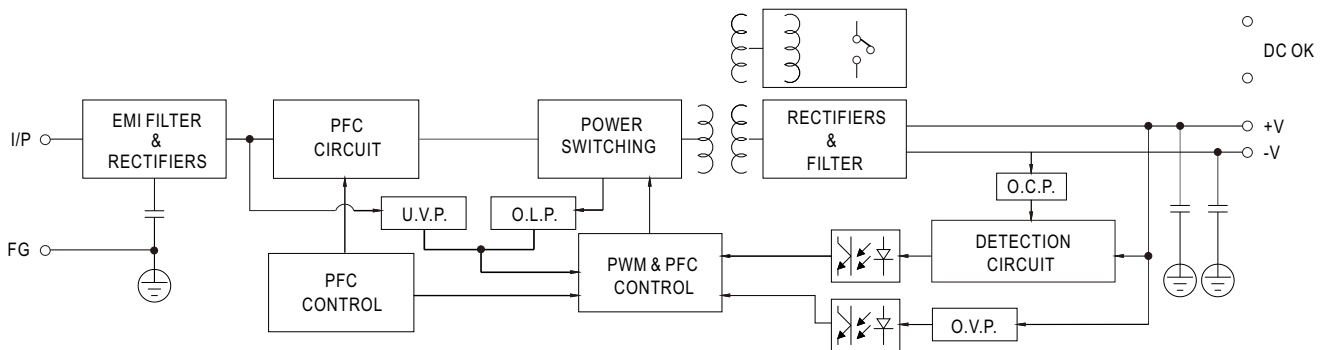 DC OK
I/P
EMI FILTER
&
RECTIFIERS
PFC
CIRCUIT
POWER
SWITCHING
RECTIFIERS
&
FILTER
+V
-V
O.C.P.
U.V.P.
O.L.P.
FG
PFC
CONTROL
PWM & PFC
CONTROL
DETECTION
CIRCUIT
O.V.P.